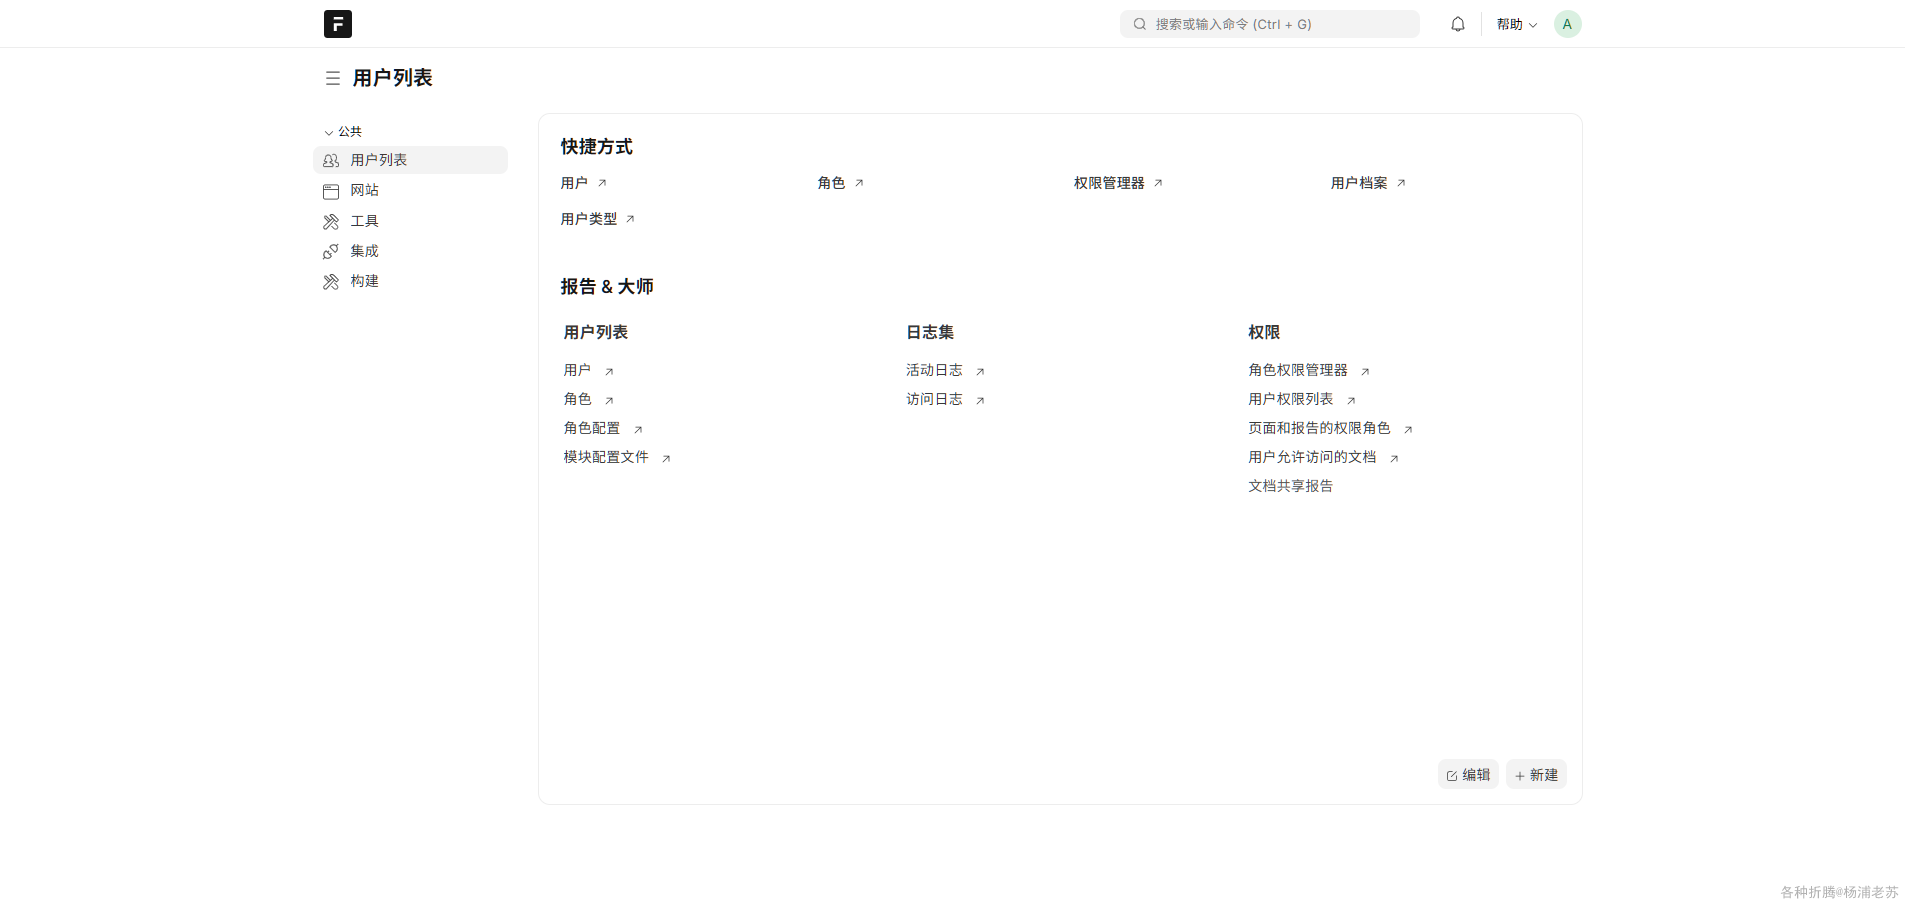 F
搜索或输入命令 (Ctrl + G)
帮助
A
用户列表
公共
用户列表
网站
工具
集成
构建
快捷方式
用户
角色
权限管理器
用户档案
用户类型
报告 & 大师
用户列表
用户
角色
角色配置
模块配置文件
日志集
活动日志
访问日志
权限
角色权限管理器
用户权限列表
页面和报告的权限角色
用户允许访问的文档
文档共享报告
编辑
+ 新建
各种折腾@杨浦老苏